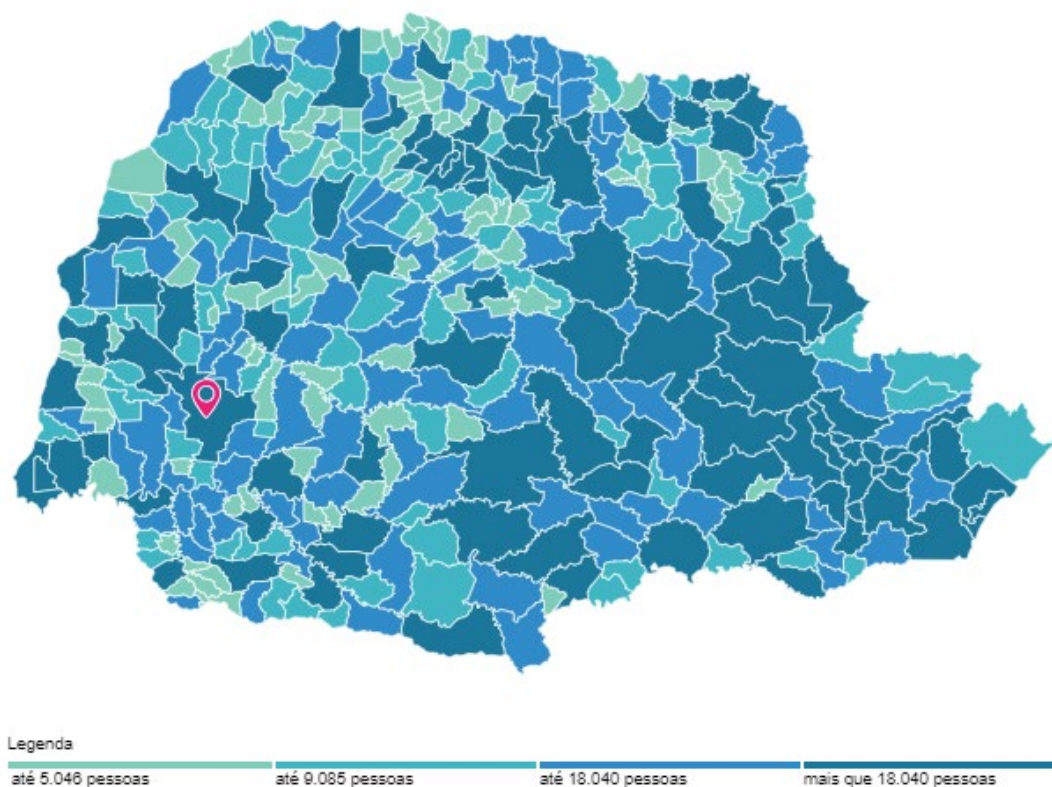 Legenda
até 5.046 pessoas
até 9.085 pessoas
até 18.040 pessoas
mais que 18.040 pessoas